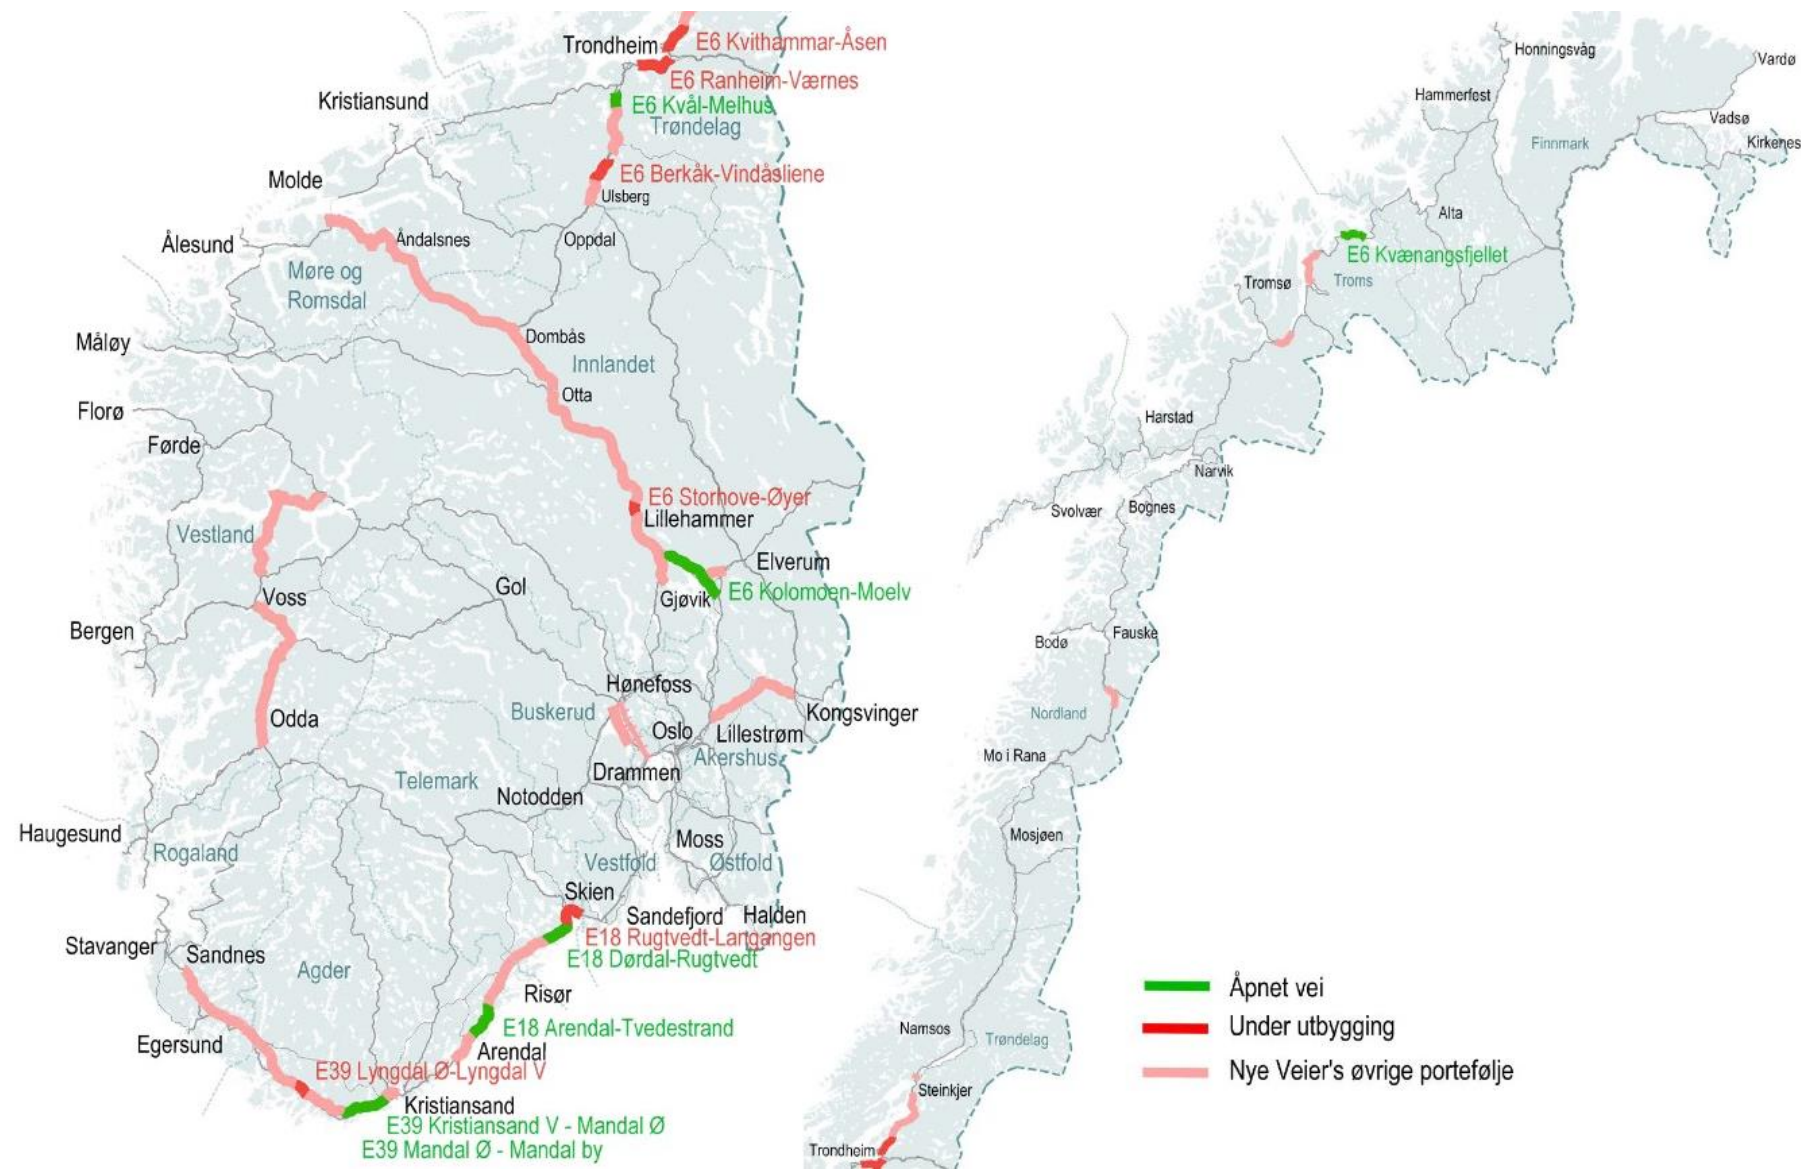 Trondheim
E6 Kvithammar-Åsen
E6 Ranheim-Værnes
E6 Kvål-Melhus
Kristiansund
Trøndelag
E6 Berkåk-Vindåsliene
Molde
Ulsberg
Ålesund
Åndalsnes
Oppdal
Møre og
Romsdal
Måløy
Dombås
Innlandet
Otta
Florø
Førde
E6 Storhove-Øyer
Lillehammer
Vestland
Elverum
Gol
E6 Kolomoen-Moelv
Gjøvik
Voss
Bergen
Hønefoss
Buskerud
Odda
Oslo
Lillestrøm
Kongsvinger
Akershus
Drammen
Telemark
Notodden
Haugesund
Rogaland
Moss
Vestfold
Østfold
Skien
Sandefjord
Halden
E18 Rugtvedt-Langangen
E18 Dørdal-Rugtvedt
Stavanger
Sandnes
Agder
Risør
E18 Arendal-Tvedestrand
Egersund
Arendal
E39 Lyngdal Ø-Lyngdal V
Kristiansand
E39 Kristiansand V - Mandal Ø
E39 Mandal Ø - Mandal by
Honningsvåg
Vardø
Hammerfest
Vadsø
Finnmark
Kirkenes
Alta
E6 Kvænangsfjellet
Tromsø
Troms
Harstad
Narvik
Svolvær
Bognes
Bodø
Fauske
Nordland
Mo i Rana
Mosjøen
Namsos
Trøndelag
Steinkjer
Trondheim
Åpnet vei
Under utbygging
Nye Veier's øvrige portefølje